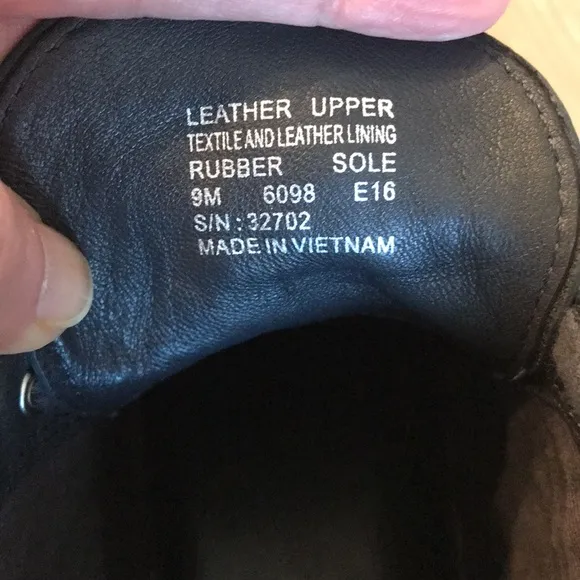 LEATHER UPPER
TEXTILE AND LEATHER LINING
RUBBER SOLE
9M 6098 E16
S/N : 32702
MADE IN VIETNAM